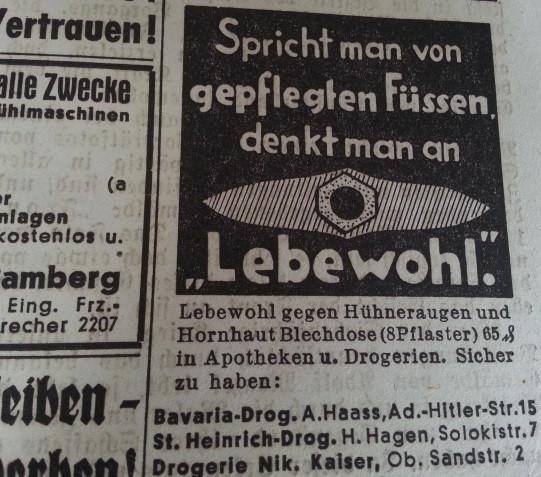 Vertrauen!
alle Zwecke
ühlmaschinen
(a
er
nlagen
kostenlos u.
amberg
Eing. Frz.-
recher 2207
eiben -
erben!
Spricht man von
gepflegten Füssen,
denkt man an
„Lebewohl."
Lebewohl gegen Hühneraugen und
Hornhaut Blechdose (8Pflaster) 65 ₰
in Apotheken u. Drogerien. Sicher
zu haben:
Bavaria-Drog. A.Haass,Ad.-Hitler-Str.15
St. Heinrich-Drog. H. Hagen, Solokistr.7
Drogerie Nik. Kaiser, Ob. Sandstr. 2